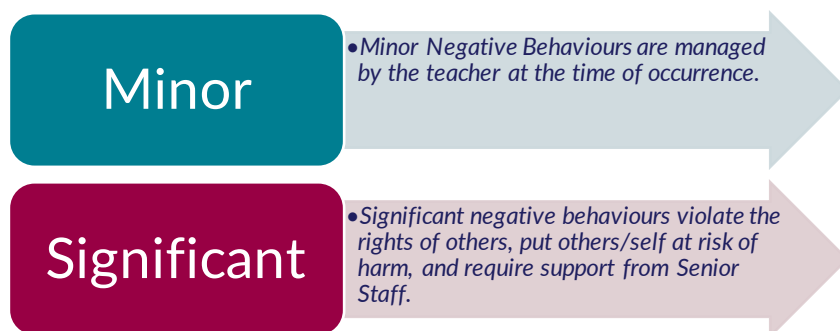 Minor
•Minor Negative Behaviours are managed
by the teacher at the time of occurrence.
Significant
•Significant negative behaviours violate the
rights of others, put others/self at risk of
harm, and require support from Senior
Staff.